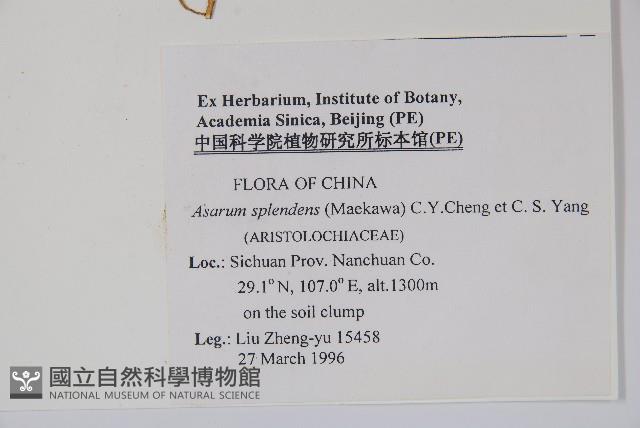 Ex Herbarium, Institute of Botany,
Academia Sinica, Beijing (PE)
中国科学院植物研究所标本馆(PE)
FLORA OF CHINA
Asarum splendens (Maekawa) C.Y.Cheng et C. S. Yang
(ARISTOLOCHIACEAE)
Loc.: Sichuan Prov. Nanchuan Co.
29.1° N, 107.0° E, alt.1300m
on the soil clump
Leg.: Liu Zheng-yu 15458
27 March 1996
國立自然科學博物館
NATIONAL MUSEUM OF NATURAL SCIENCE